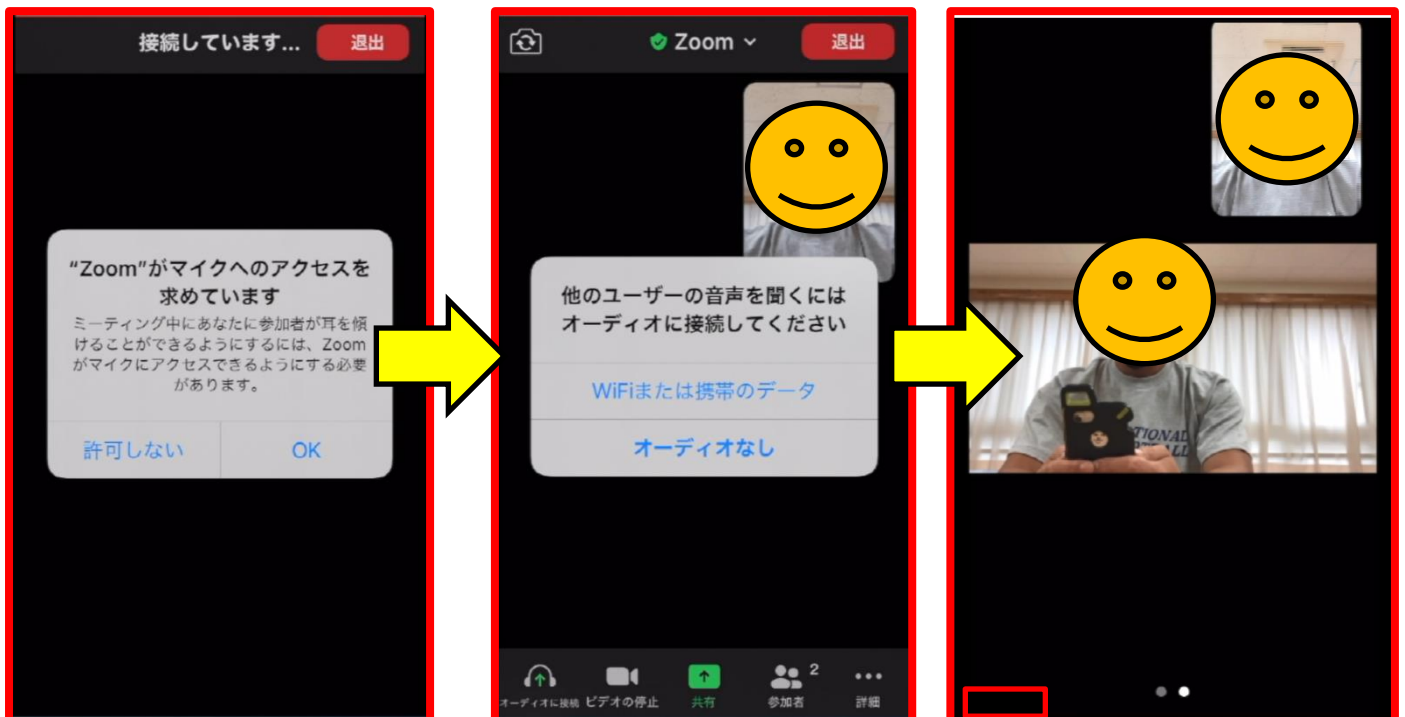 接続しています...
退出
“Zoom”がマイクへのアクセスを
求めています
ミーティング中にあなたに参加者が耳を傾
けることができるようにするには、Zoom
がマイクにアクセスできるようにする必要
があります。
許可しない
OK
Zoom
退出
他のユーザーの音声を聞くには
オーディオに接続してください
WiFiまたは携帯のデータ
オーディオなし
オーディオに接続
ビデオの停止
共有
参加者
2
詳細
TIONAL